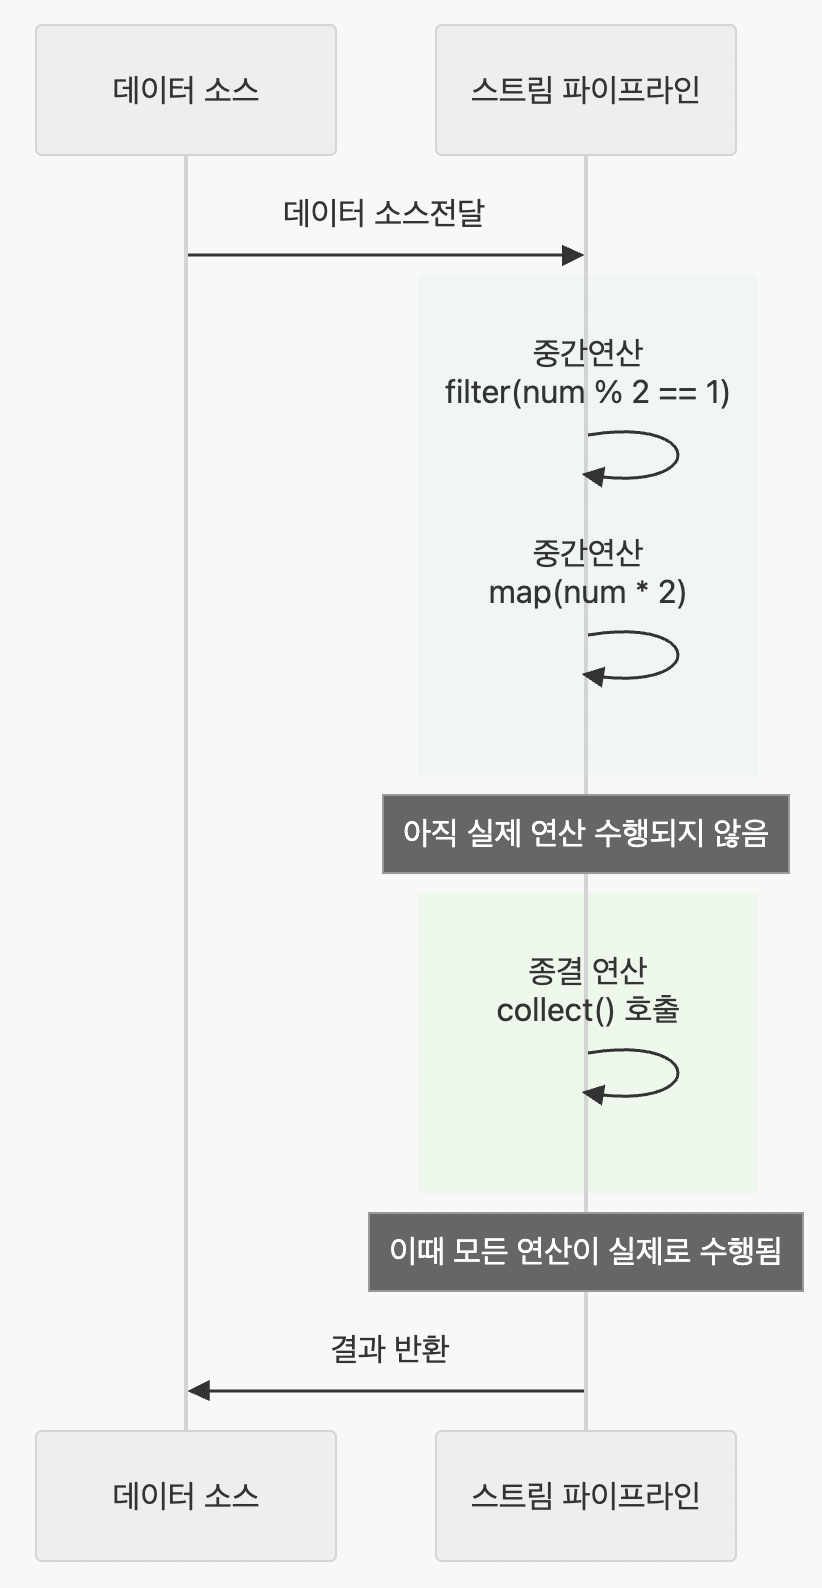 데이터 소스
스트림 파이프라인
데이터 소스전달
중간연산
filter(num % 2 == 1)
중간연산
map(num * 2)
아직 실제 연산 수행되지 않음
종결 연산
collect() 호출
이때 모든 연산이 실제로 수행됨
결과 반환
데이터 소스
스트림 파이프라인